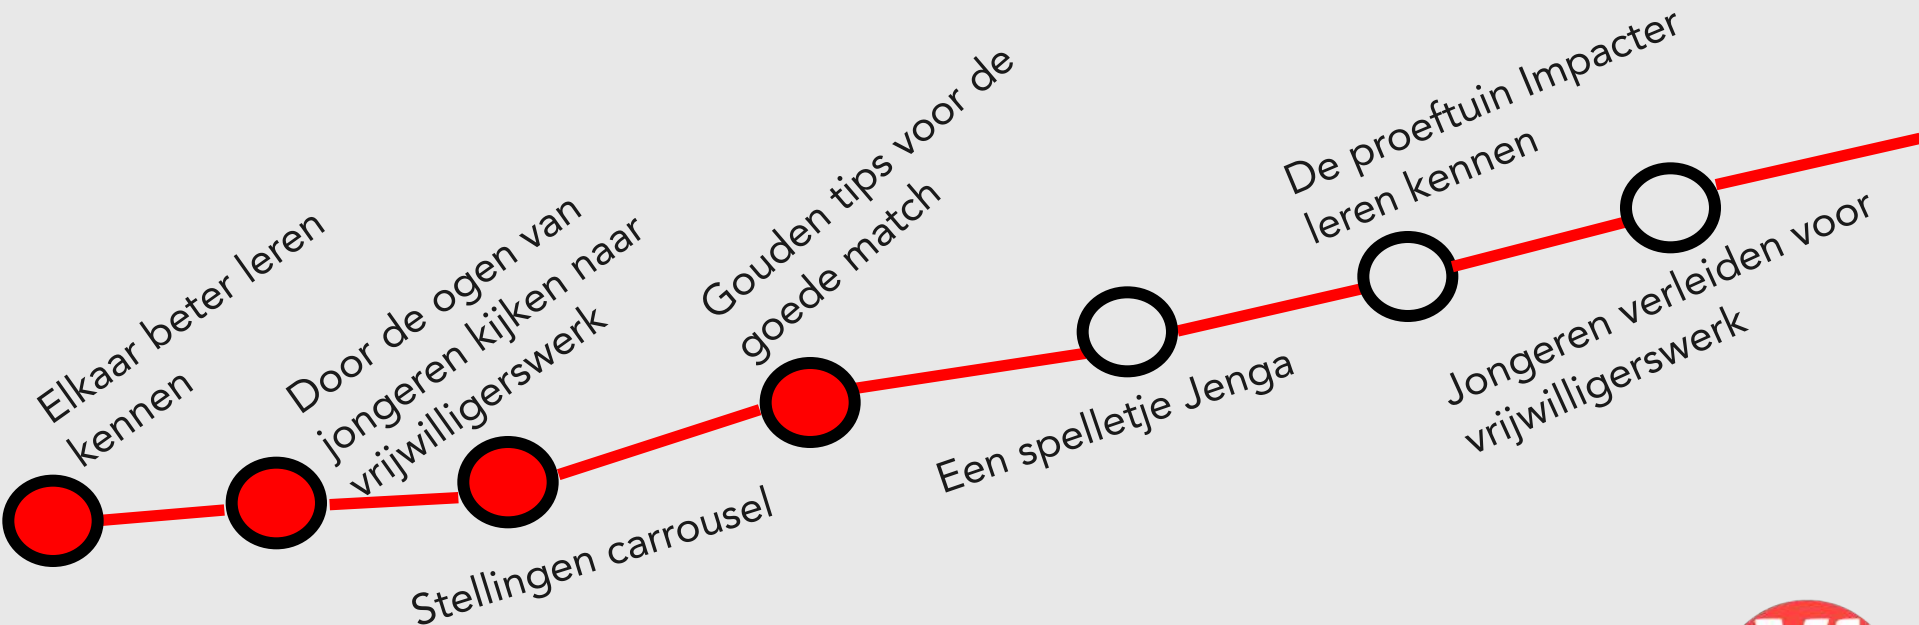 Elkaar beter leren
kennen
Door de ogen van
jongeren kijken naar
vrijwilligerswerk
Stellingen carrousel
Gouden tips voor de
goede match
Een spelletje Jenga
De proeftuin Impacter
leren kennen
Jongeren verleiden voor
vrijwilligerswerk